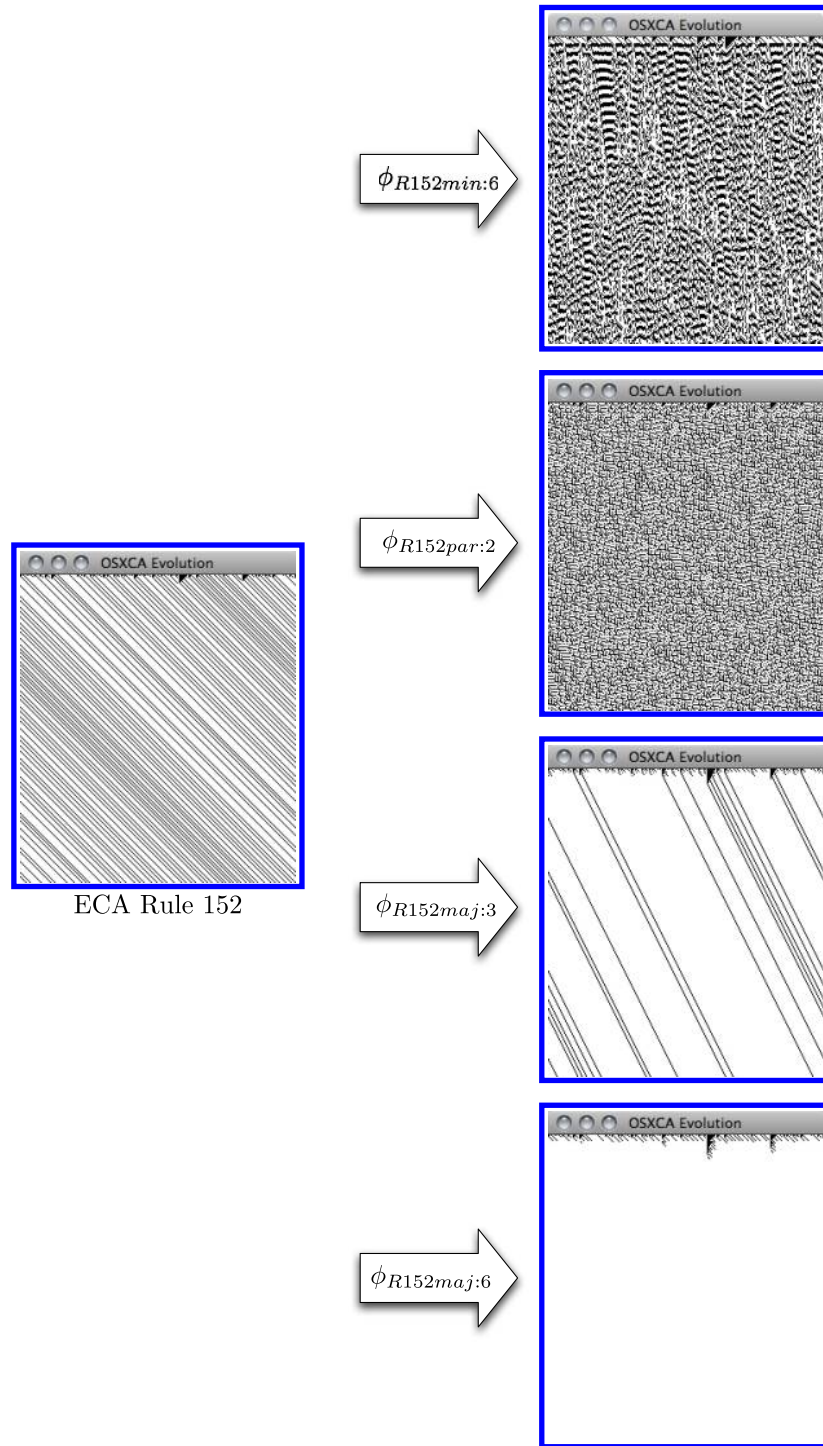 OSXCA Evolution
ϕR152min:6
OSXCA Evolution
ϕR152par:2
OSXCA Evolution
ECA Rule 152
OSXCA Evolution
ϕR152maj:3
OSXCA Evolution
ϕR152maj:6